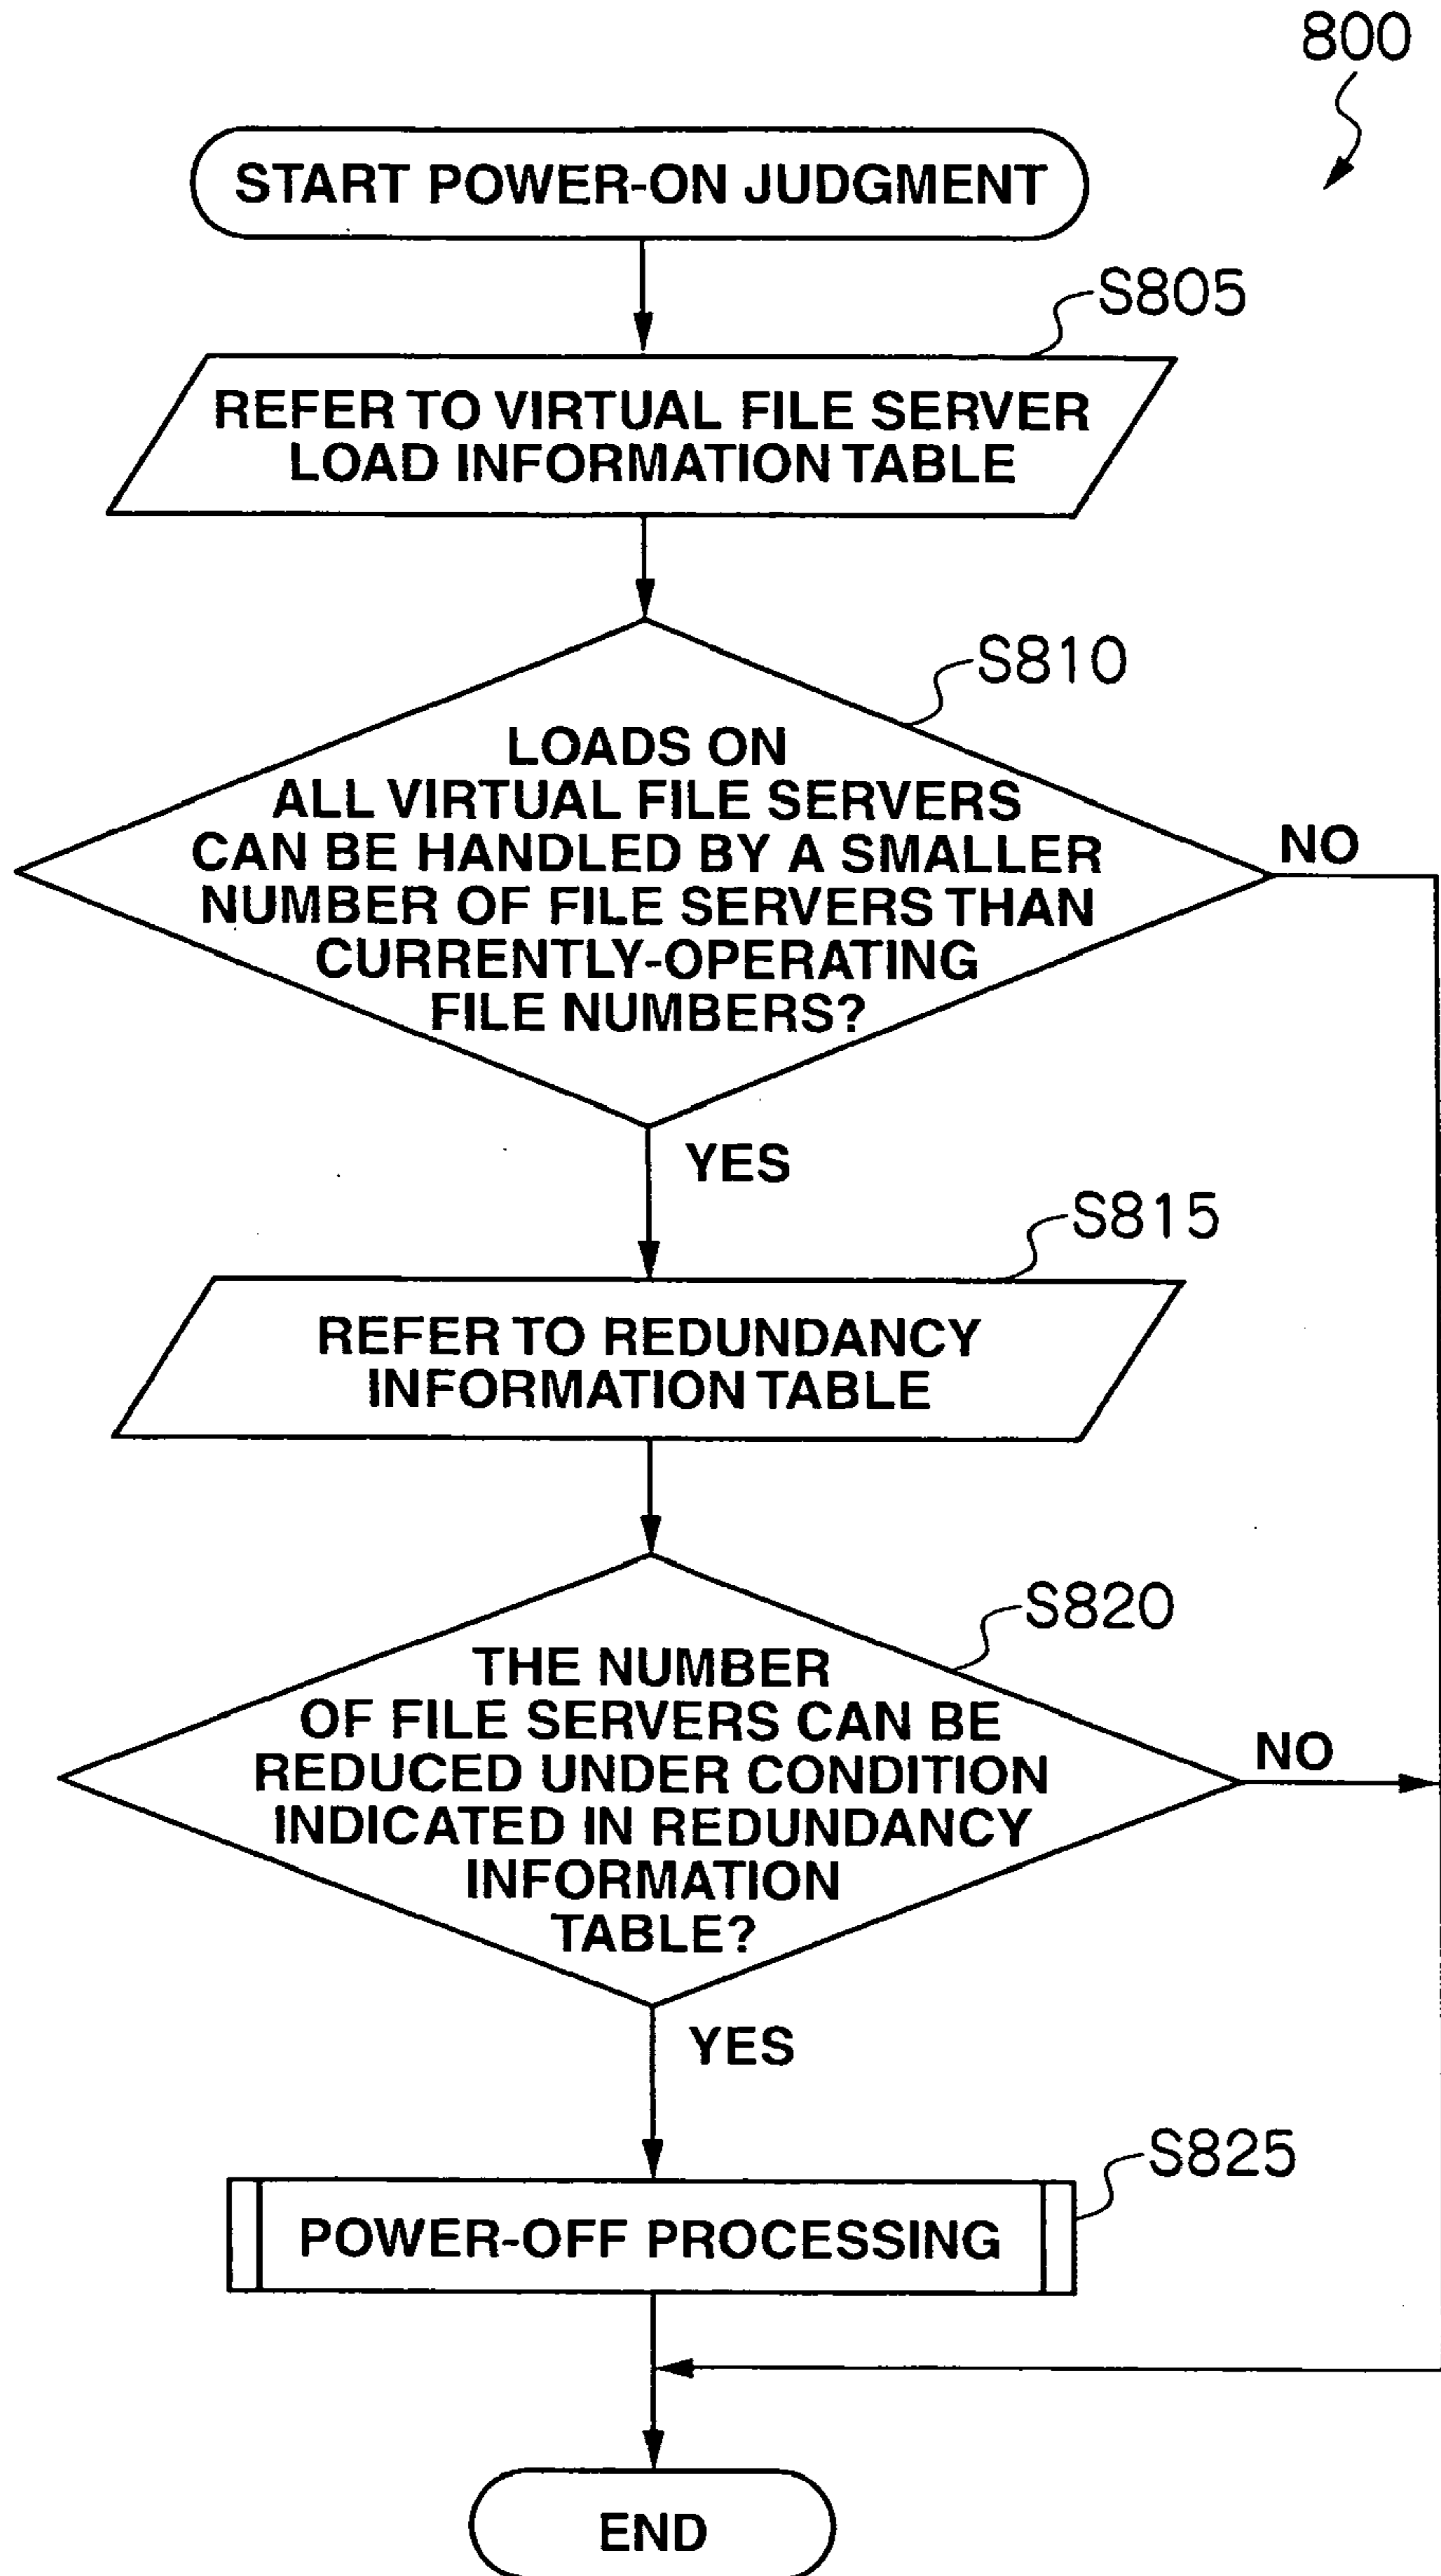 800
START POWER-ON JUDGMENT
S805
REFER TO VIRTUAL FILE SERVER
LOAD INFORMATION TABLE
S810
LOADS ON
ALL VIRTUAL FILE SERVERS
CAN BE HANDLED BY A SMALLER
NUMBER OF FILE SERVERS THAN
CURRENTLY-OPERATING
FILE NUMBERS?
NO
YES
S815
REFER TO REDUNDANCY
INFORMATION TABLE
S820
THE NUMBER
OF FILE SERVERS CAN BE
REDUCED UNDER CONDITION
INDICATED IN REDUNDANCY
INFORMATION
TABLE?
NO
YES
S825
POWER-OFF PROCESSING
END